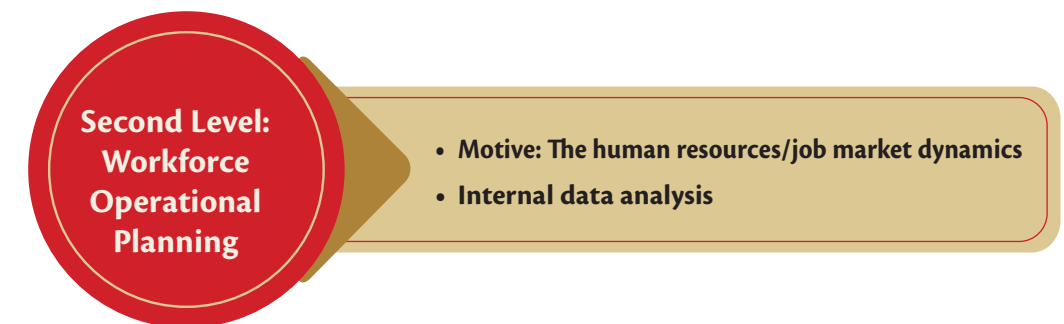 Second Level:
Workforce
Operational
Planning
• Motive: The human resources/job market dynamics
• Internal data analysis